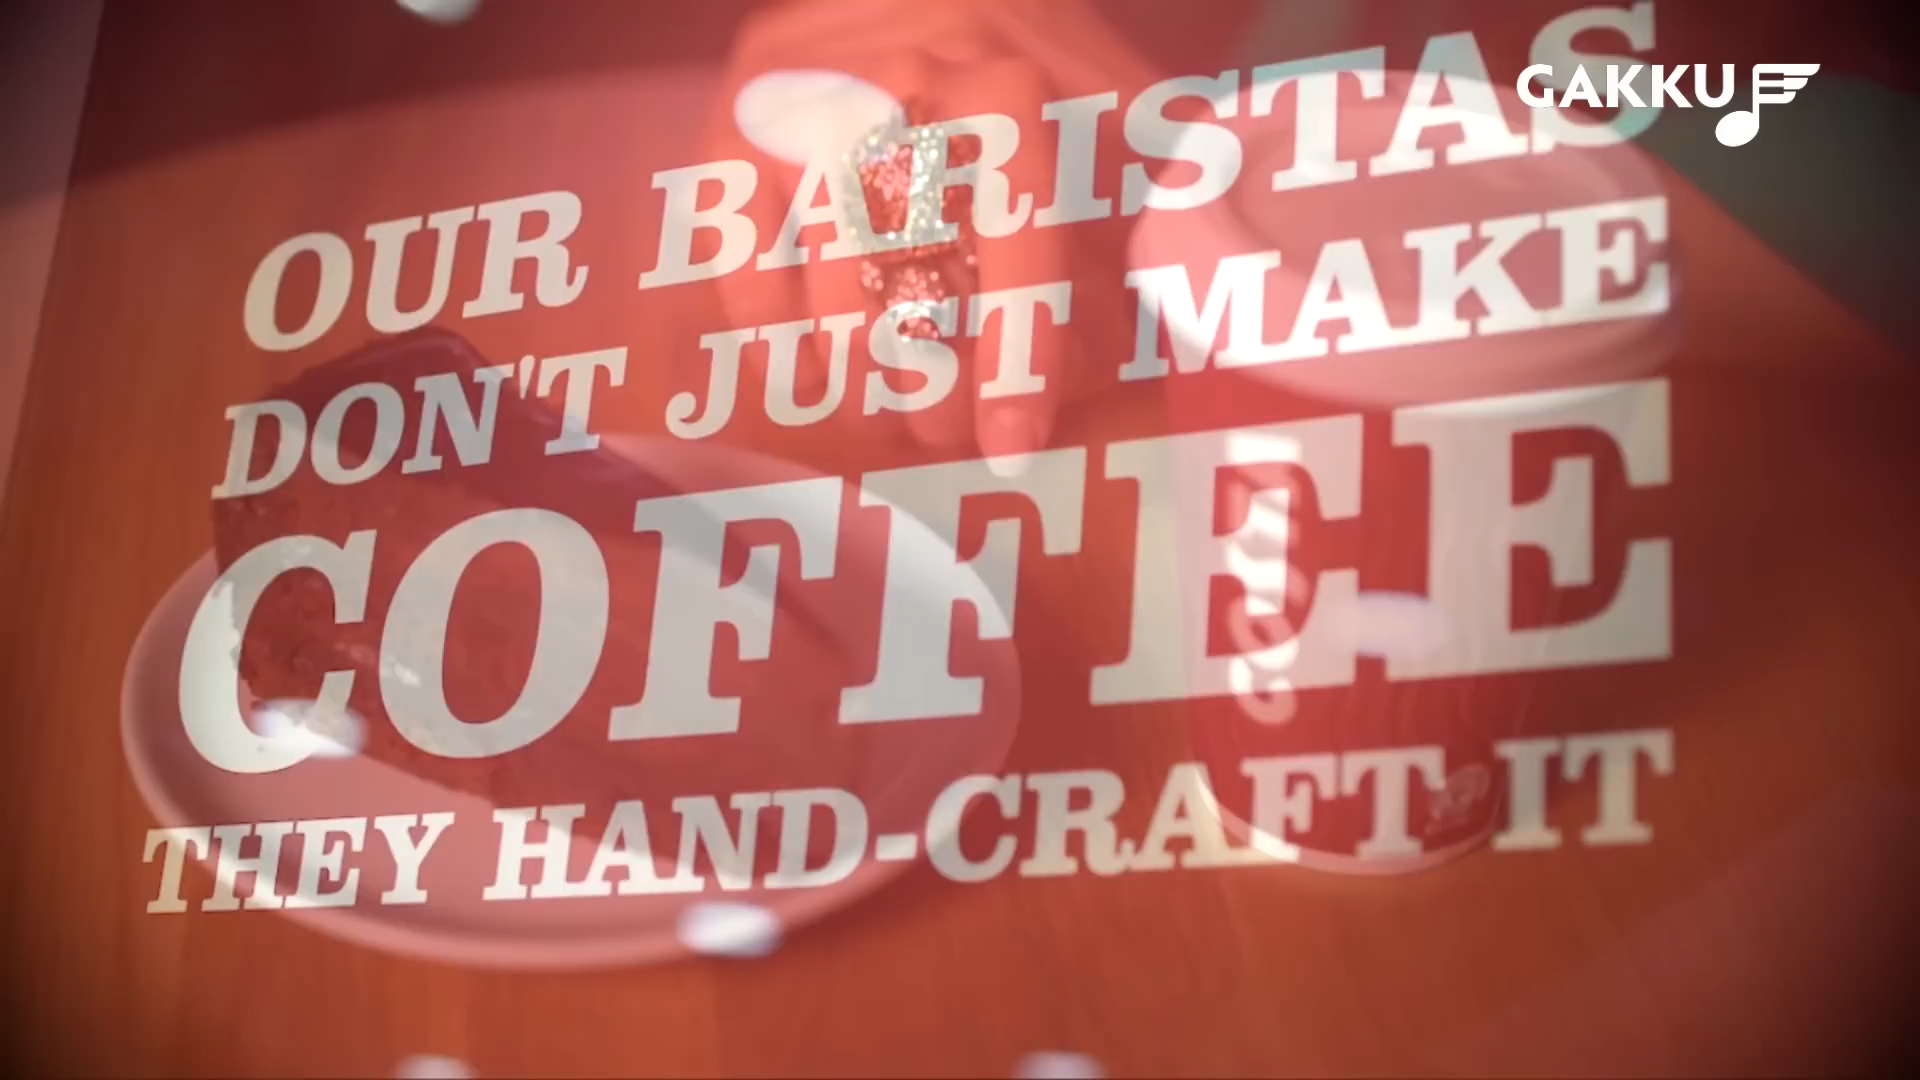 GAKKU
OUR BARISTAS
DON'T JUST MAKE
COFFEE
THEY HAND-CRAFT IT